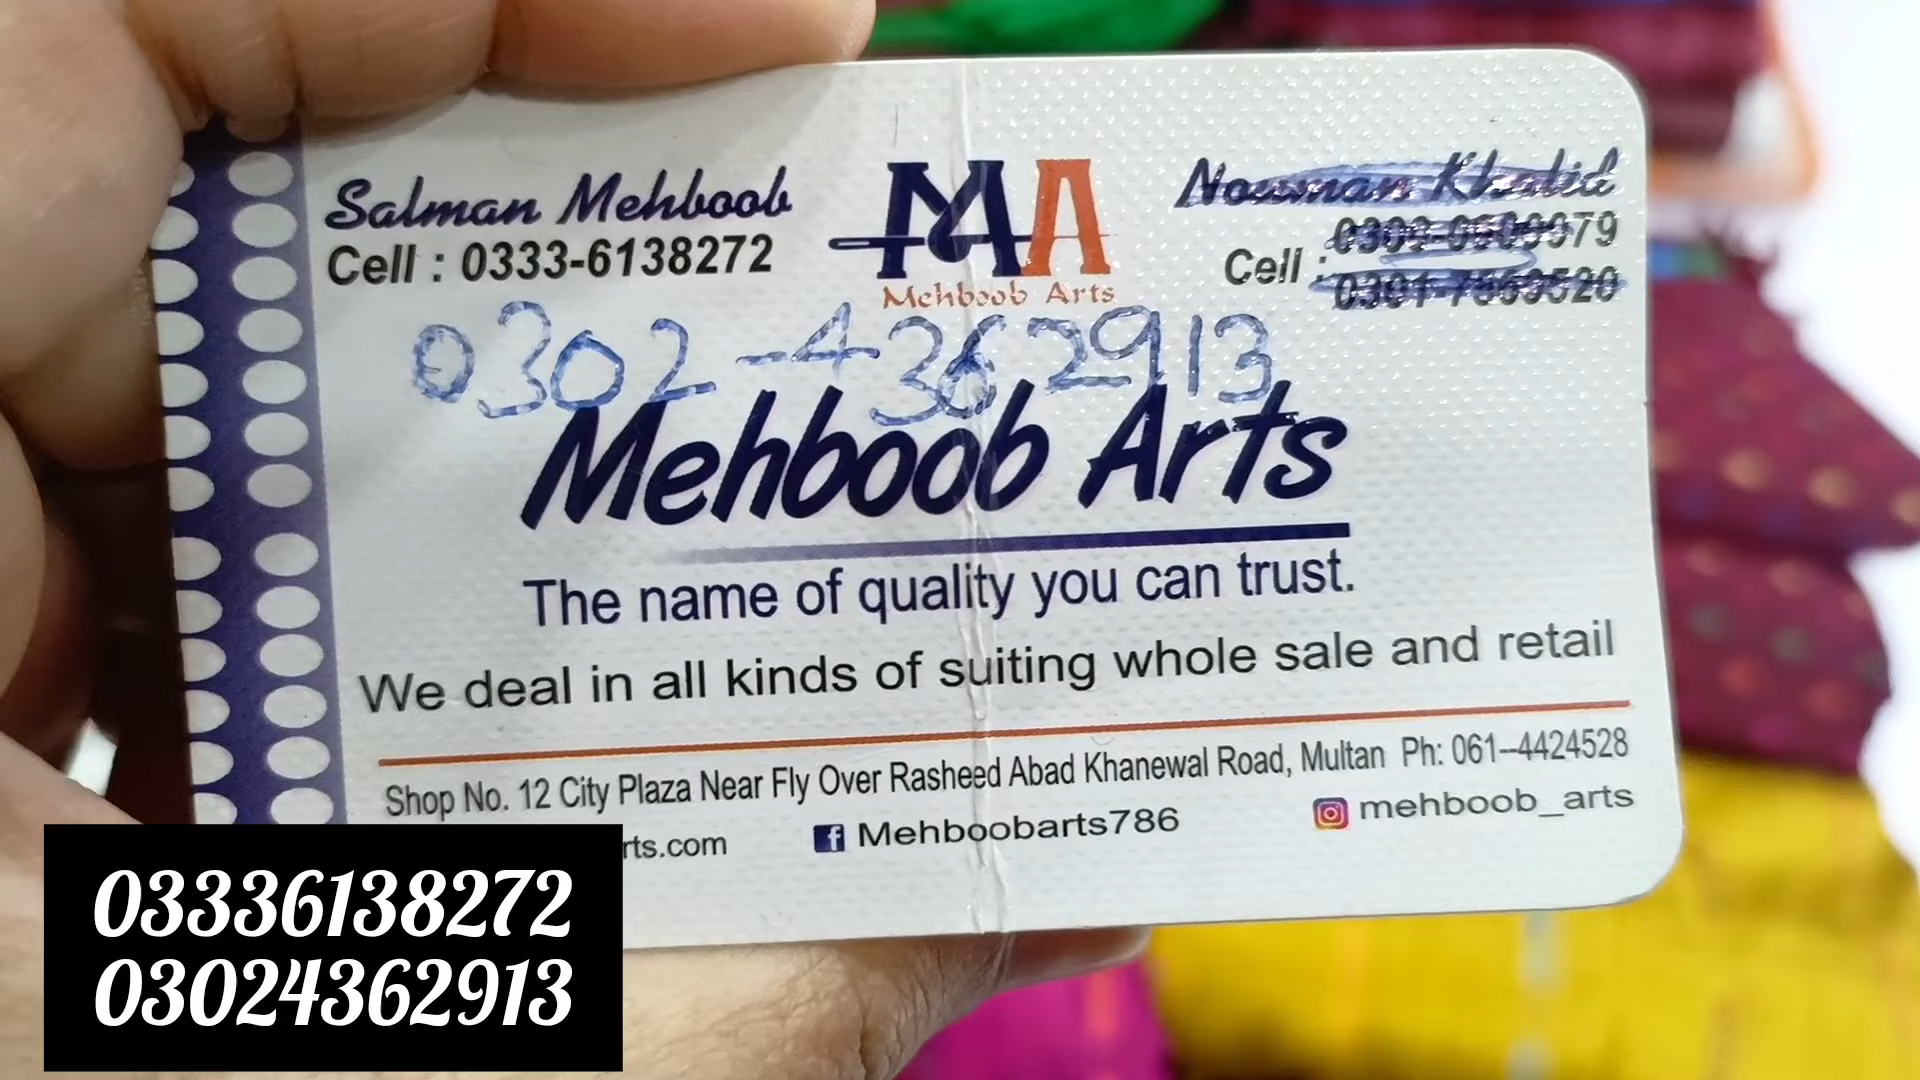 Salman Mehboob
Cell : 0333-6138272
MA
Mehboob Arts
Nouman Khalid
Cell :
0302-4362913
Mehboob Arts
The name of quality you can trust.
We deal in all kinds of suiting whole sale and retail
Shop No. 12 City Plaza Near Fly Over Rasheed Abad Khanewal Road, Multan Ph: 061-4424528
rts.com
Mehboobarts786
mehboob_arts
03336138272
03024362913